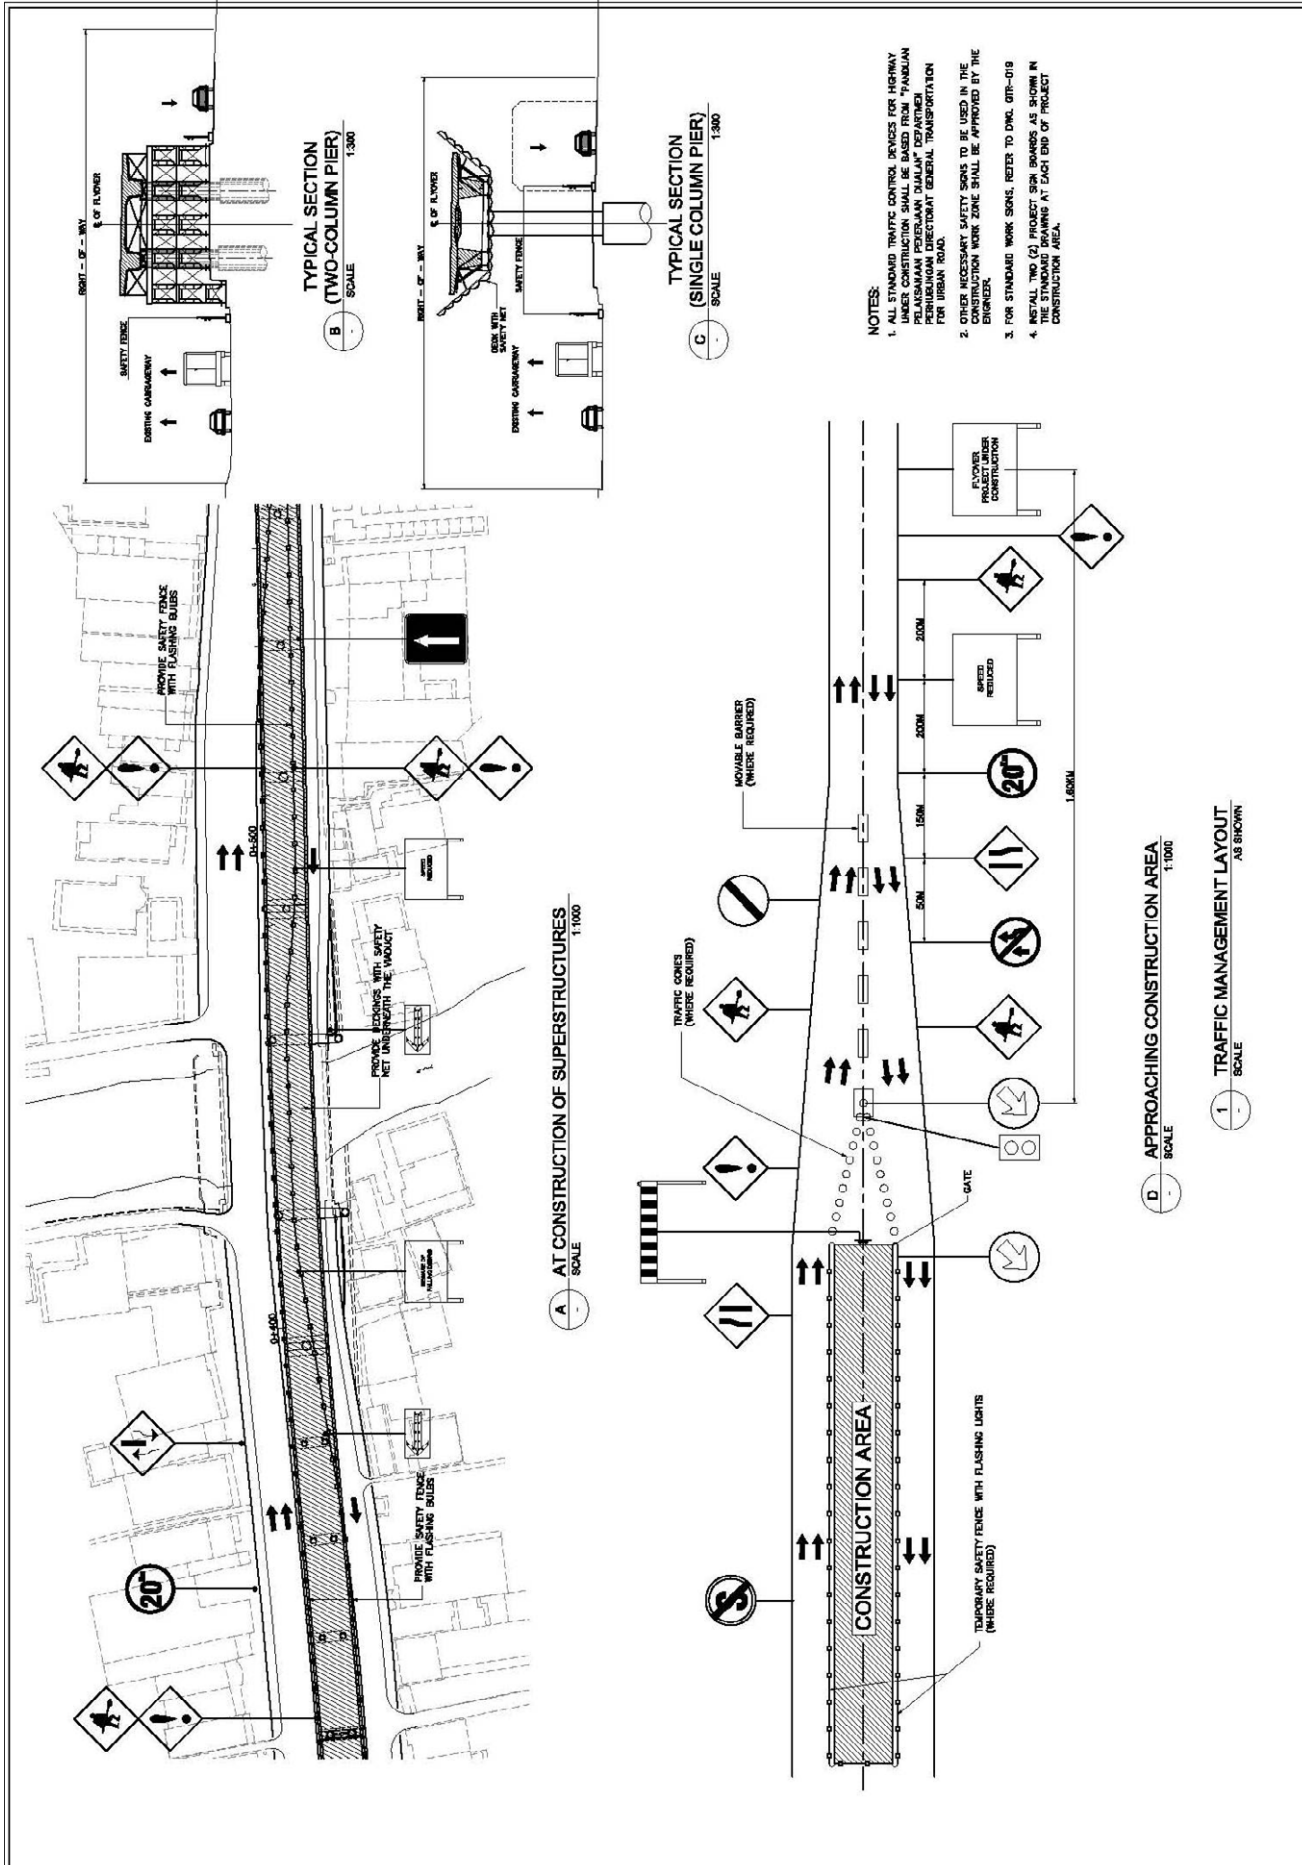 PROVIDE SAFETY FENCE
WITH FLASHING BULBS
20
0+400
0+500
PROVIDE DECKINGS WITH SAFETY
NET UNDERNEATH THE VIADUCT
PROVIDE SAFETY FENCE
WITH FLASHING BULBS
SPEED
REDUCED
A
-
AT CONSTRUCTION OF SUPERSTRUCTURES
SCALE
1:1000
RIGHT - OF - WAY
℄ OF FLYOVER
SAFETY FENCE
EXISTING CARRIAGEWAY
B
-
TYPICAL SECTION
(TWO-COLUMN PIER)
SCALE
1:300
RIGHT - OF - WAY
℄ OF FLYOVER
DECK WITH
SAFETY NET
SAFETY FENCE
EXISTING CARRIAGEWAY
C
-
TYPICAL SECTION
(SINGLE COLUMN PIER)
SCALE
1:300
S
TRAFFIC CONES
(WHERE REQUIRED)
MOVABLE BARRIER
(WHERE REQUIRED)
CONSTRUCTION AREA
TEMPORARY SAFETY FENCE WITH FLASHING LIGHTS
(WHERE REQUIRED)
GATE
50M
150M
200M
200M
20
SPEED
REDUCED
FLYOVER
PROJECT UNDER
CONSTRUCTION
1.60KM
D
-
APPROACHING CONSTRUCTION AREA
SCALE
1:1000
1
-
TRAFFIC MANAGEMENT LAYOUT
SCALE
AS SHOWN
NOTES:
1. ALL STANDARD TRAFFIC CONTROL DEVICES FOR HIGHWAY
UNDER CONSTRUCTION SHALL BE BASED FROM "PANDUAN
PELAKSANAAN PEKERJAAN DIJALAN" DEPARTMEN
PERHUBUNGAN DIRECTORAT GENERAL TRANSPORTATION
FOR URBAN ROAD.
2. OTHER NECESSARY SAFETY SIGNS TO BE USED IN THE
CONSTRUCTION WORK ZONE SHALL BE APPROVED BY THE
ENGINEER.
3. FOR STANDARD WORK SIGNS, REFER TO DWG. GTR-019
4. INSTALL TWO (2) PROJECT SIGN BOARDS AS SHOWN IN
THE STANDARD DRAWING AT EACH END OF PROJECT
CONSTRUCTION AREA.